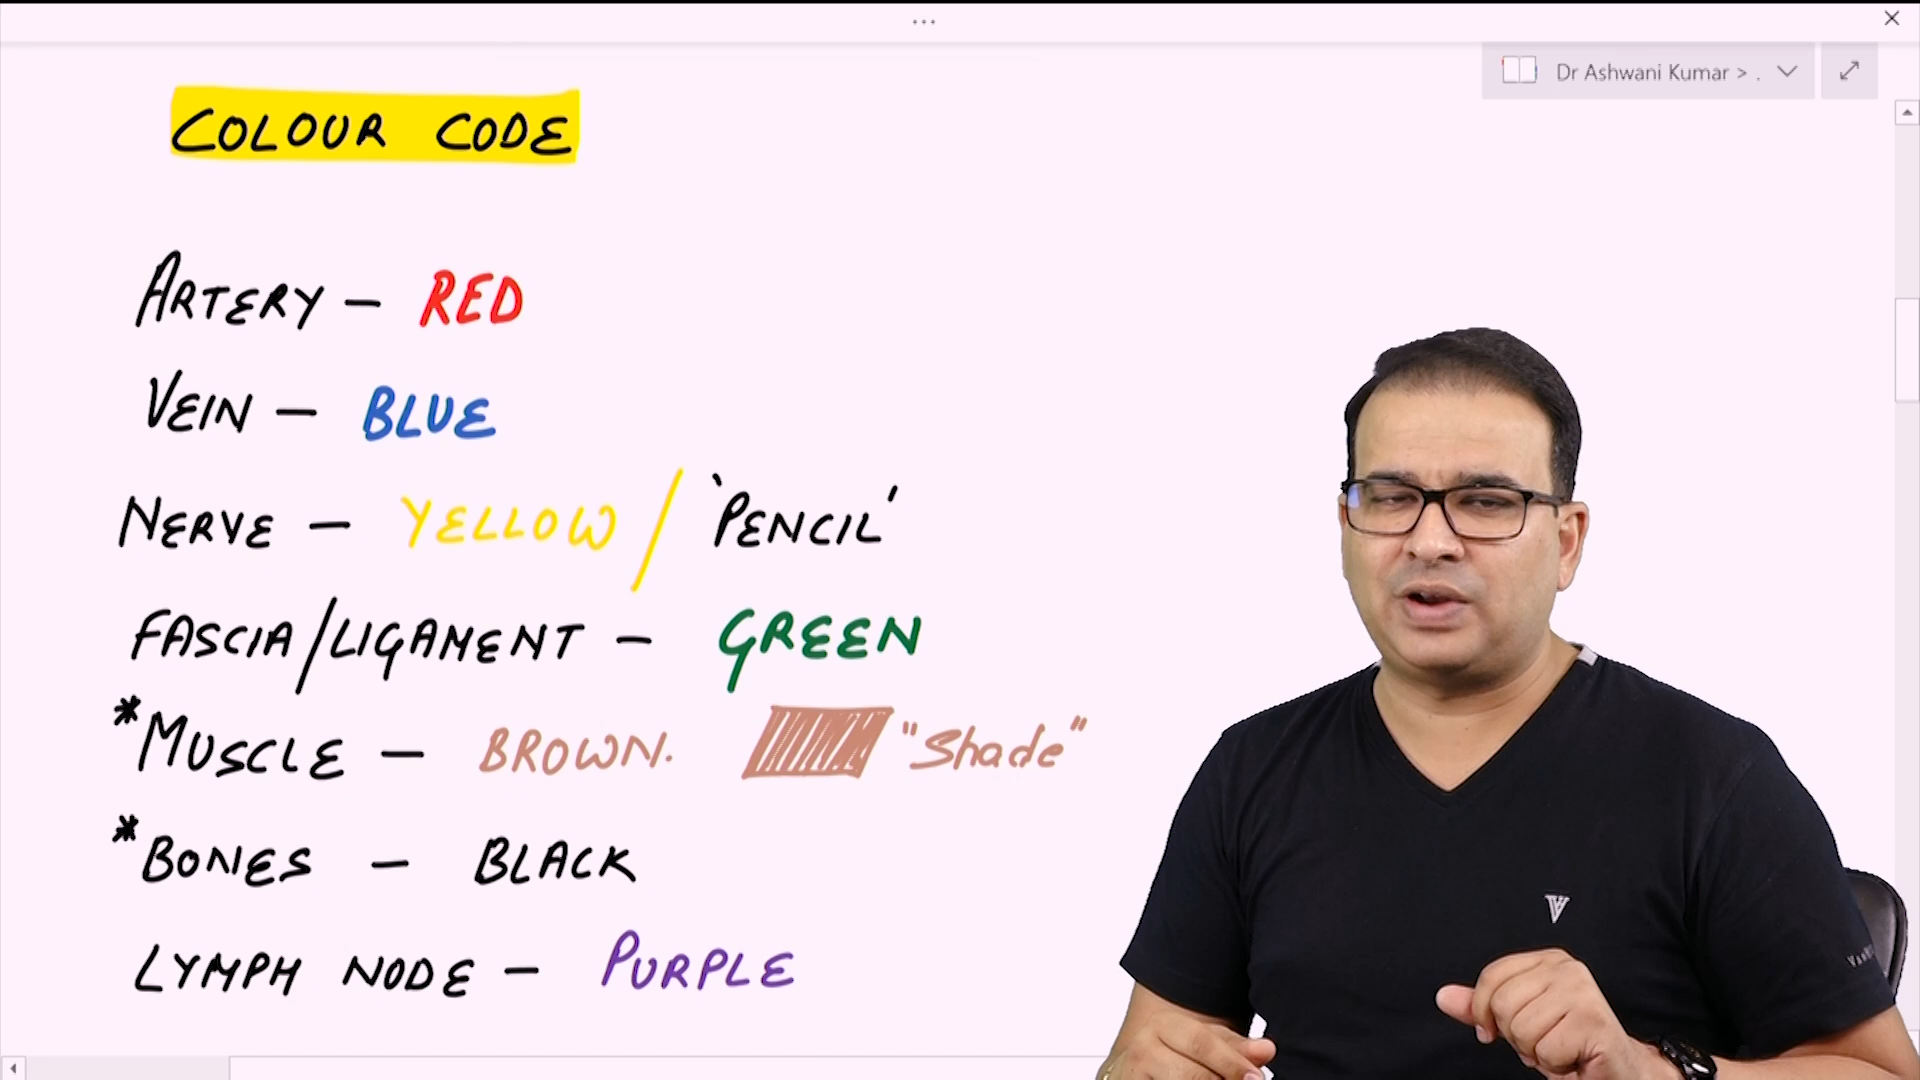 Dr Ashwani Kumar > .
COLOUR CODE
ARTERY – RED
VEIN – BLUE
NERVE – YELLOW / 'PENCIL'
FASCIA/LIGAMENT – GREEN
*MUSCLE – BROWN. "Shade"
*BONES – BLACK
LYMPH NODE – PURPLE